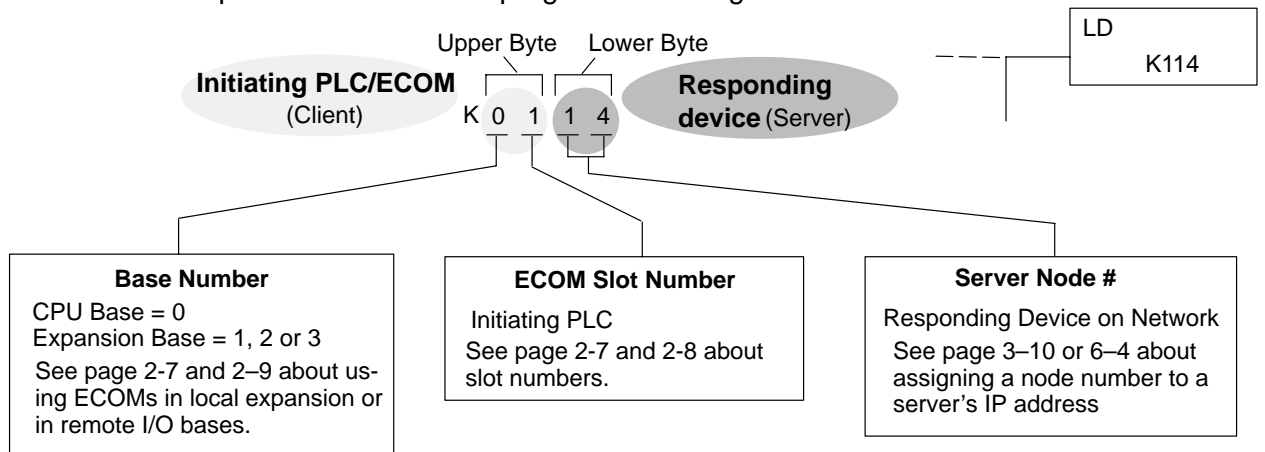 Upper Byte Lower Byte
LD
K114
Initiating PLC/ECOM
(Client)
K 0 1 1 4
Responding
device (Server)
Base Number
CPU Base = 0
Expansion Base = 1, 2 or 3
See page 2-7 and 2–9 about us-
ing ECOMs in local expansion or
in remote I/O bases.
ECOM Slot Number
Initiating PLC
See page 2-7 and 2-8 about
slot numbers.
Server Node #
Responding Device on Network
See page 3–10 or 6–4 about
assigning a node number to a
server's IP address